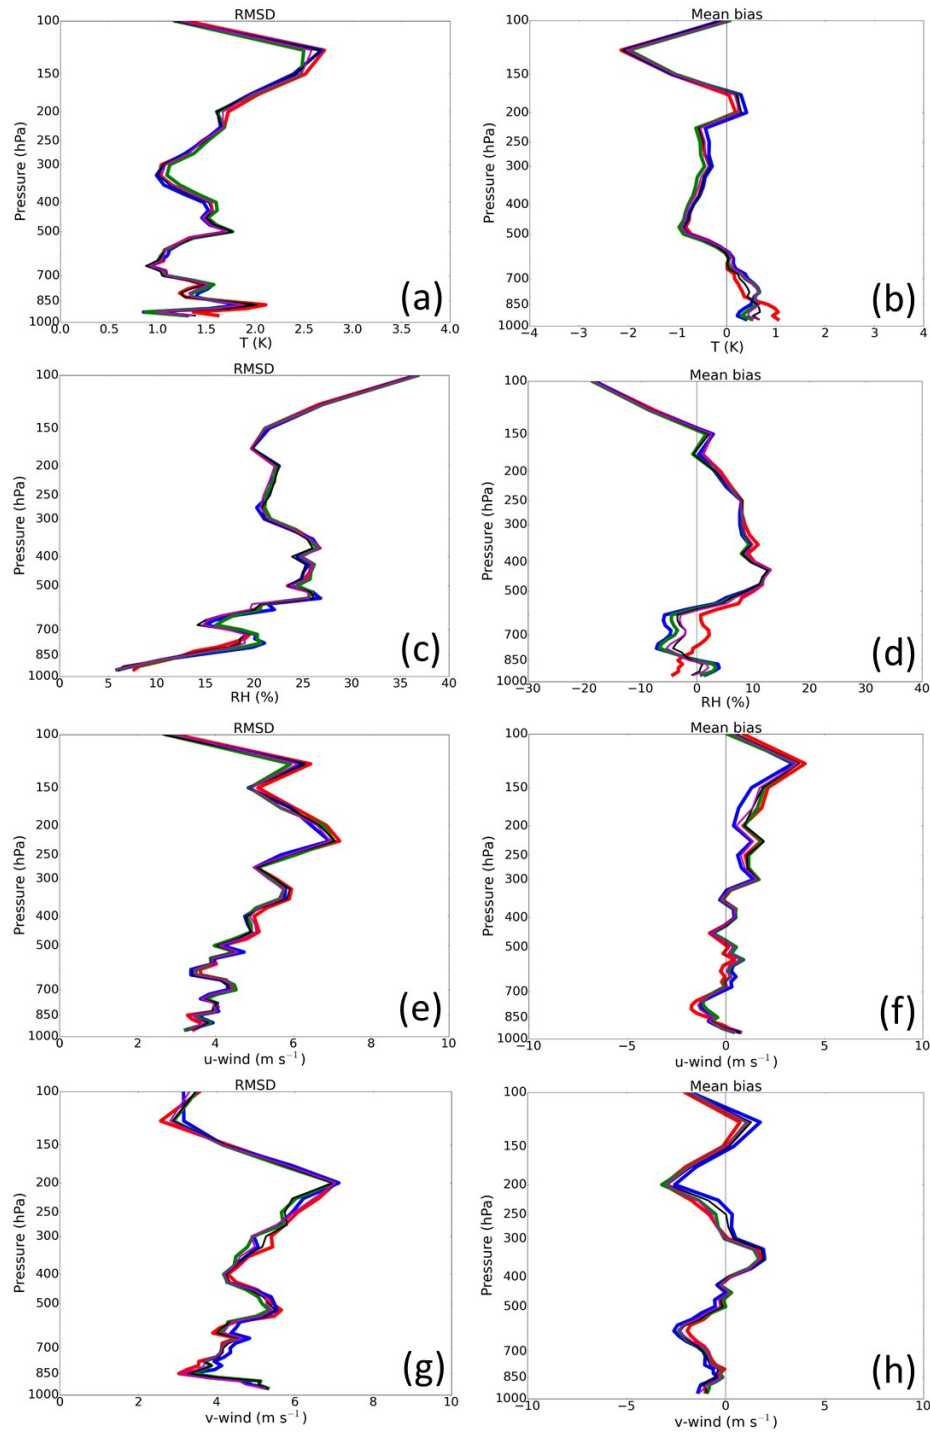 RMSD
Mean bias
Pressure (hPa)
100
150
200
250
300
400
500
700
850
1000
0.0 0.5 1.0 1.5 2.0 2.5 3.0 3.5 4.0
T (K)
(a)
Pressure (hPa)
100
150
200
250
300
400
500
700
850
1000
−4 −3 −2 −1 0 1 2 3 4
T (K)
(b)
RMSD
Mean bias
Pressure (hPa)
100
150
200
250
300
400
500
700
850
1000
0 5 10 15 20 25 30 35 40
RH (%)
(c)
Pressure (hPa)
100
150
200
250
300
400
500
700
850
1000
−30 −20 −10 0 10 20 30 40
RH (%)
(d)
RMSD
Mean bias
Pressure (hPa)
100
150
200
250
300
400
500
700
850
1000
0 2 4 6 8 10
u-wind (m s⁻¹)
(e)
Pressure (hPa)
100
150
200
250
300
400
500
700
850
1000
−10 −5 0 5 10
u-wind (m s⁻¹)
(f)
RMSD
Mean bias
Pressure (hPa)
100
150
200
300
400
500
700
850
1000
0 2 4 6 8 10
v-wind (m s⁻¹)
(g)
Pressure (hPa)
100
150
200
250
300
400
500
700
850
1000
−10 −5 0 5 10
v-wind (m s⁻¹)
(h)